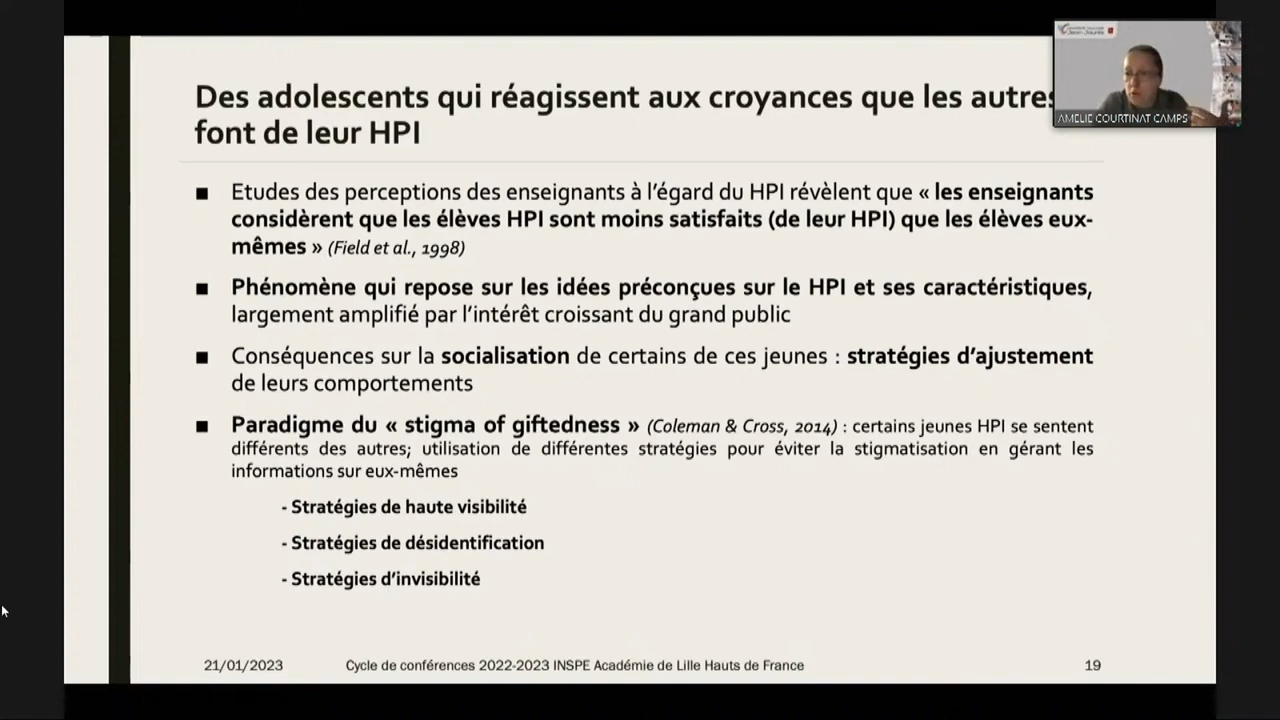 Des adolescents qui réagissent aux croyances que les autres
font de leur HPI
AMELIE COURTINAT CAMPS
■ Etudes des perceptions des enseignants à l'égard du HPI révèlent que « les enseignants
considèrent que les élèves HPI sont moins satisfaits (de leur HPI) que les élèves eux-
mêmes » (Field et al., 1998)
■ Phénomène qui repose sur les idées préconçues sur le HPI et ses caractéristiques,
largement amplifié par l'intérêt croissant du grand public
■ Conséquences sur la socialisation de certains de ces jeunes : stratégies d'ajustement
de leurs comportements
■ Paradigme du « stigma of giftedness » (Coleman & Cross, 2014) : certains jeunes HPI se sentent
différents des autres; utilisation de différentes stratégies pour éviter la stigmatisation en gérant les
informations sur eux-mêmes
- Stratégies de haute visibilité
- Stratégies de désidentification
- Stratégies d'invisibilité
21/01/2023 Cycle de conférences 2022-2023 INSPE Académie de Lille Hauts de France 19